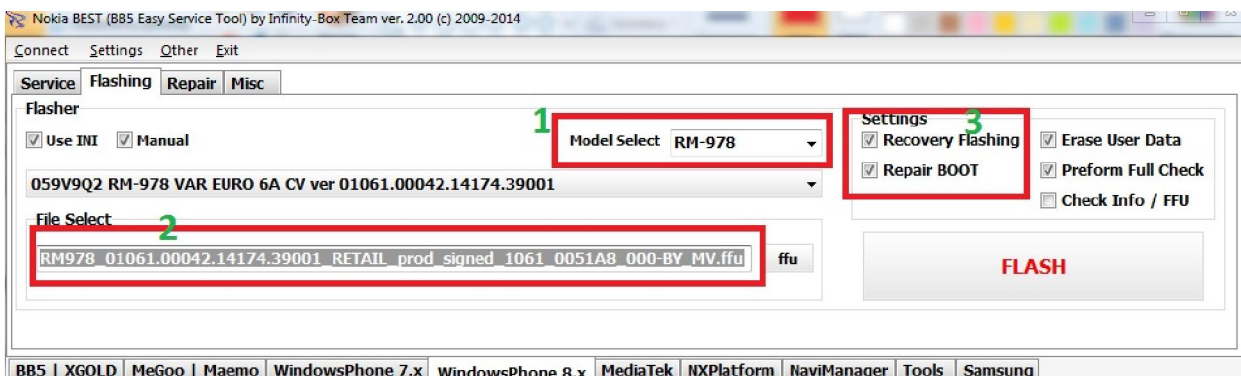 Nokia BEST (BB5 Easy Service Tool) by Infinity-Box Team ver. 2.00 (c) 2009-2014
Connect Settings Other Exit
Service Flashing Repair Misc
Flasher
Use INI Manual
1
Model Select RM-978
059V9Q2 RM-978 VAR EURO 6A CV ver 01061.00042.14174.39001
File Select
2
RM978_01061.00042.14174.39001_RETAIL_prod_signed_1061_0051A8_000-BY_MV.ffu ffu
Settings
3
Recovery Flashing Erase User Data
Repair BOOT Preform Full Check
Check Info / FFU
FLASH
BB5 | XGOLD MeGoo | Maemo WindowsPhone 7.x WindowsPhone 8.x MediaTek NXPlatform NaviManager Tools Samsung